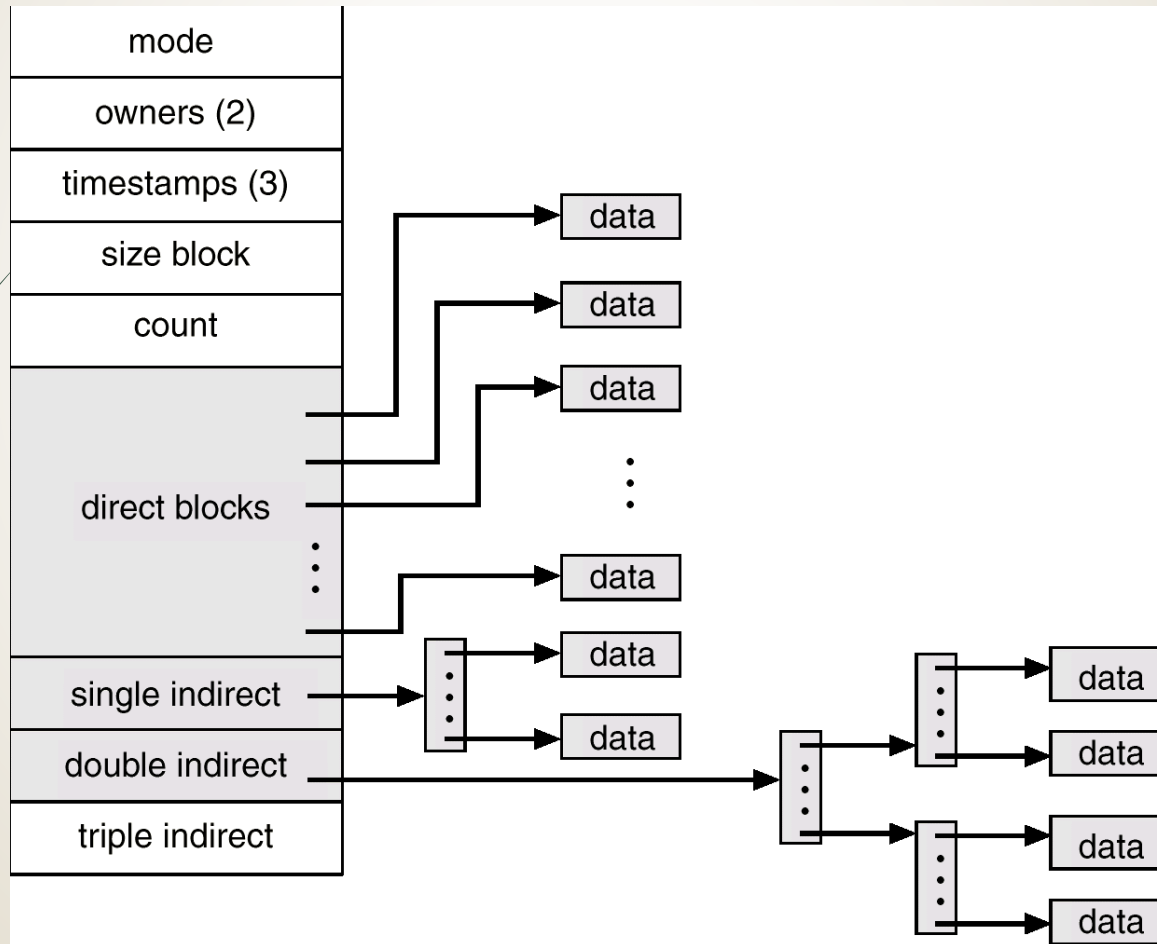 mode
owners (2)
timestamps (3)
size block
count
direct blocks
single indirect
double indirect
triple indirect
data
data
data
data
data
data
data
data
data
data